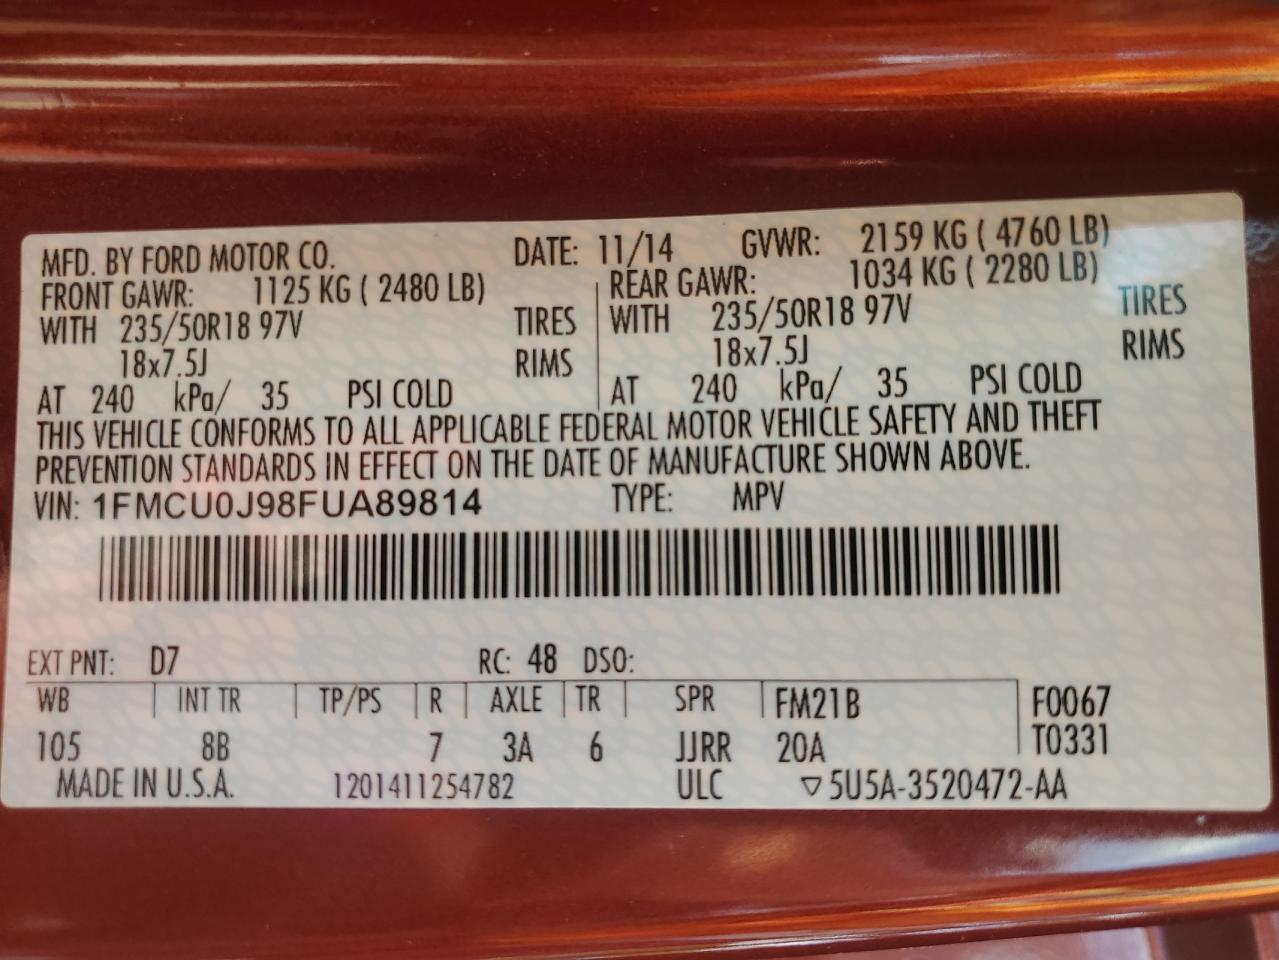 MFD. BY FORD MOTOR CO. DATE: 11/14 GVWR: 2159 KG ( 4760 LB)
FRONT GAWR: 1125 KG ( 2480 LB) REAR GAWR: 1034 KG ( 2280 LB)
WITH 235/50R18 97V TIRES WITH 235/50R18 97V TIRES
18x7.5J RIMS 18x7.5J RIMS
AT 240 kPa/ 35 PSI COLD AT 240 kPa/ 35 PSI COLD
THIS VEHICLE CONFORMS TO ALL APPLICABLE FEDERAL MOTOR VEHICLE SAFETY AND THEFT
PREVENTION STANDARDS IN EFFECT ON THE DATE OF MANUFACTURE SHOWN ABOVE.
VIN: 1FMCU0J98FUA89814 TYPE: MPV
EXT PNT: D7 RC: 48 DSO:
WB INT TR TP/PS R AXLE TR SPR FM21B F0067
105 8B 7 3A 6 JJRR 20A T0331
MADE IN U.S.A. 1201411254782 ULC ▽5U5A-3520472-AA